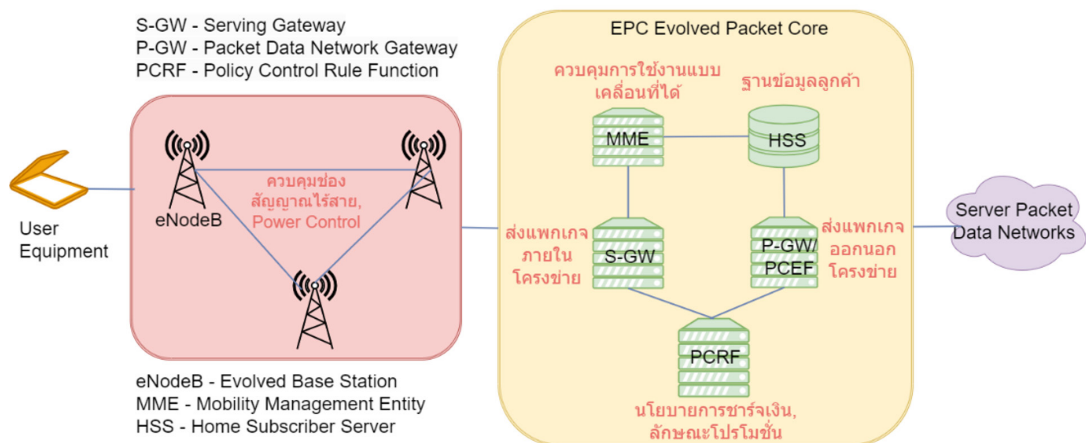 S-GW - Serving Gateway
P-GW - Packet Data Network Gateway
PCRF - Policy Control Rule Function
EPC Evolved Packet Core
ควบคุมการใช้งานแบบ
เคลื่อนที่ได้
ฐานข้อมูลลูกค้า
MME
HSS
ควบคุมช่อง
สัญญาณไร้สาย,
Power Control
eNodeB
User
Equipment
ส่งแพกเกจ
ภายใน
โครงข่าย
S-GW
P-GW/
PCEF
ส่งแพกเกจ
ออกนอก
โครงข่าย
Server Packet
Data Networks
PCRF
นโยบายการชาร์จเงิน,
ลักษณะโปรโมชั่น
eNodeB - Evolved Base Station
MME - Mobility Management Entity
HSS - Home Subscriber Server